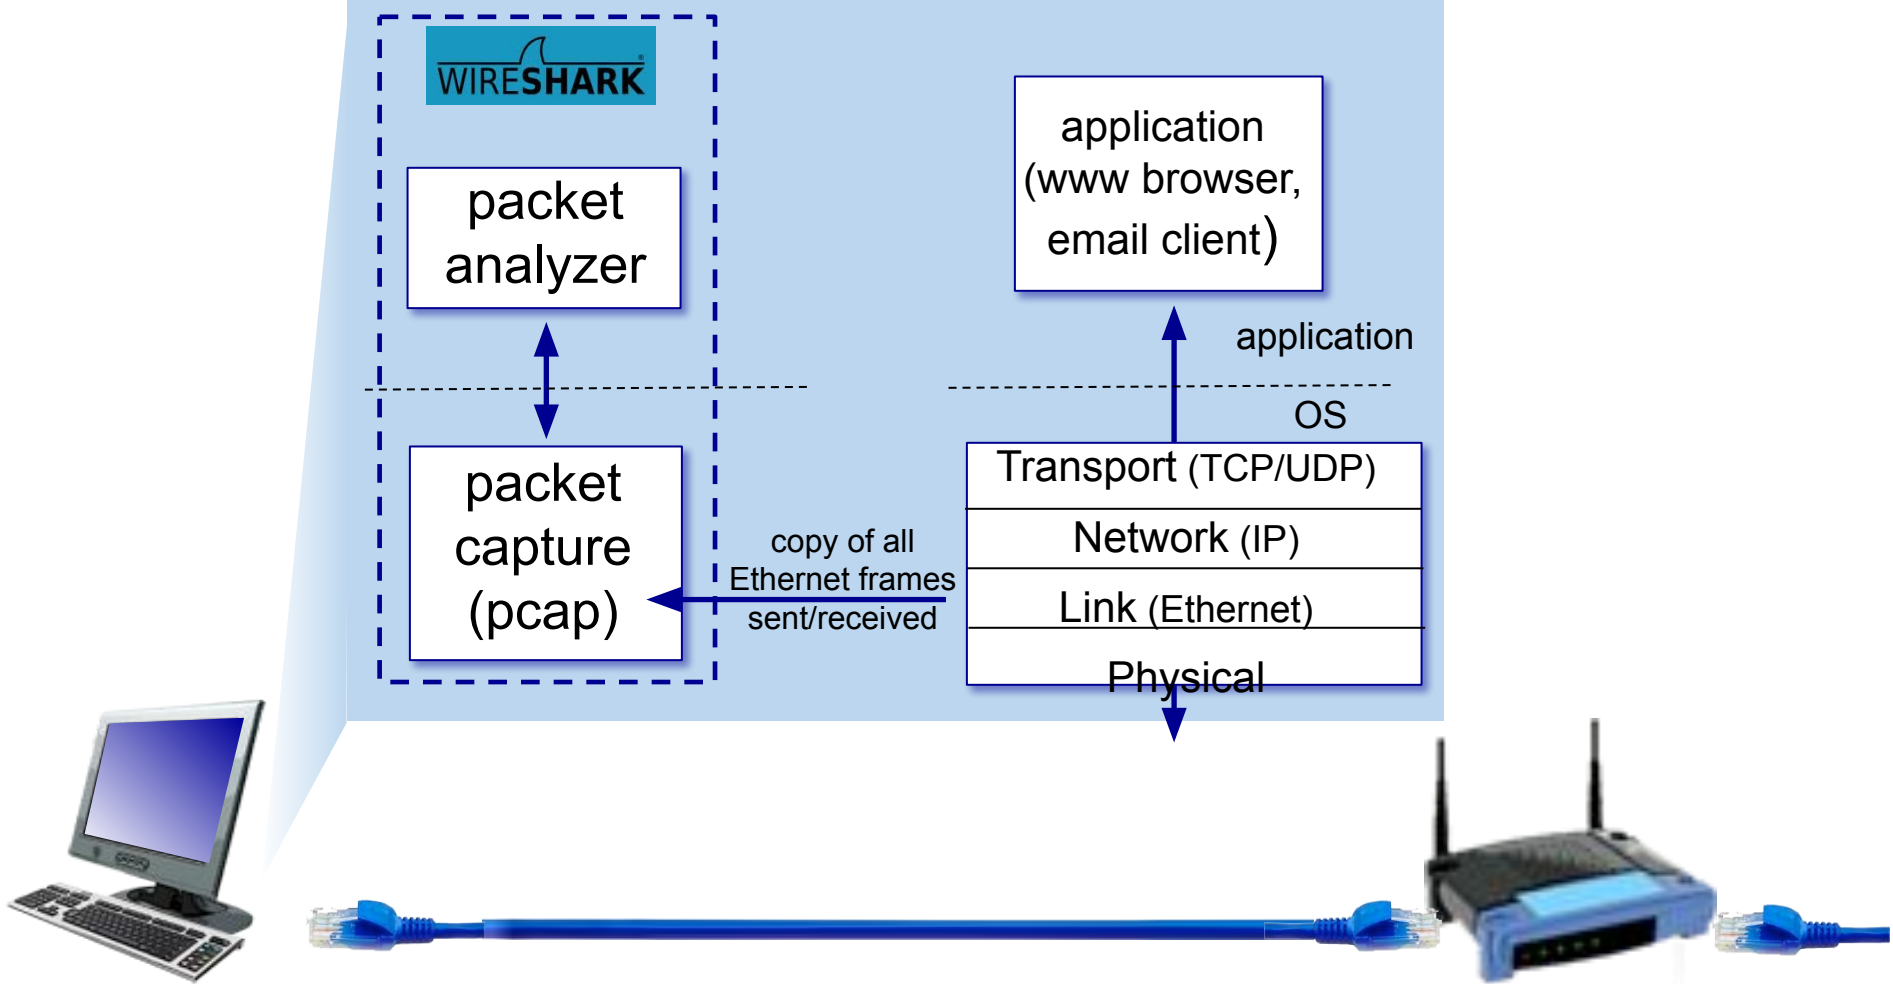 WIRESHARK®
packet
analyzer
packet
capture
(pcap)
copy of all
Ethernet frames
sent/received
application
(www browser,
email client)
application
OS
Transport (TCP/UDP)
Network (IP)
Link (Ethernet)
Physical